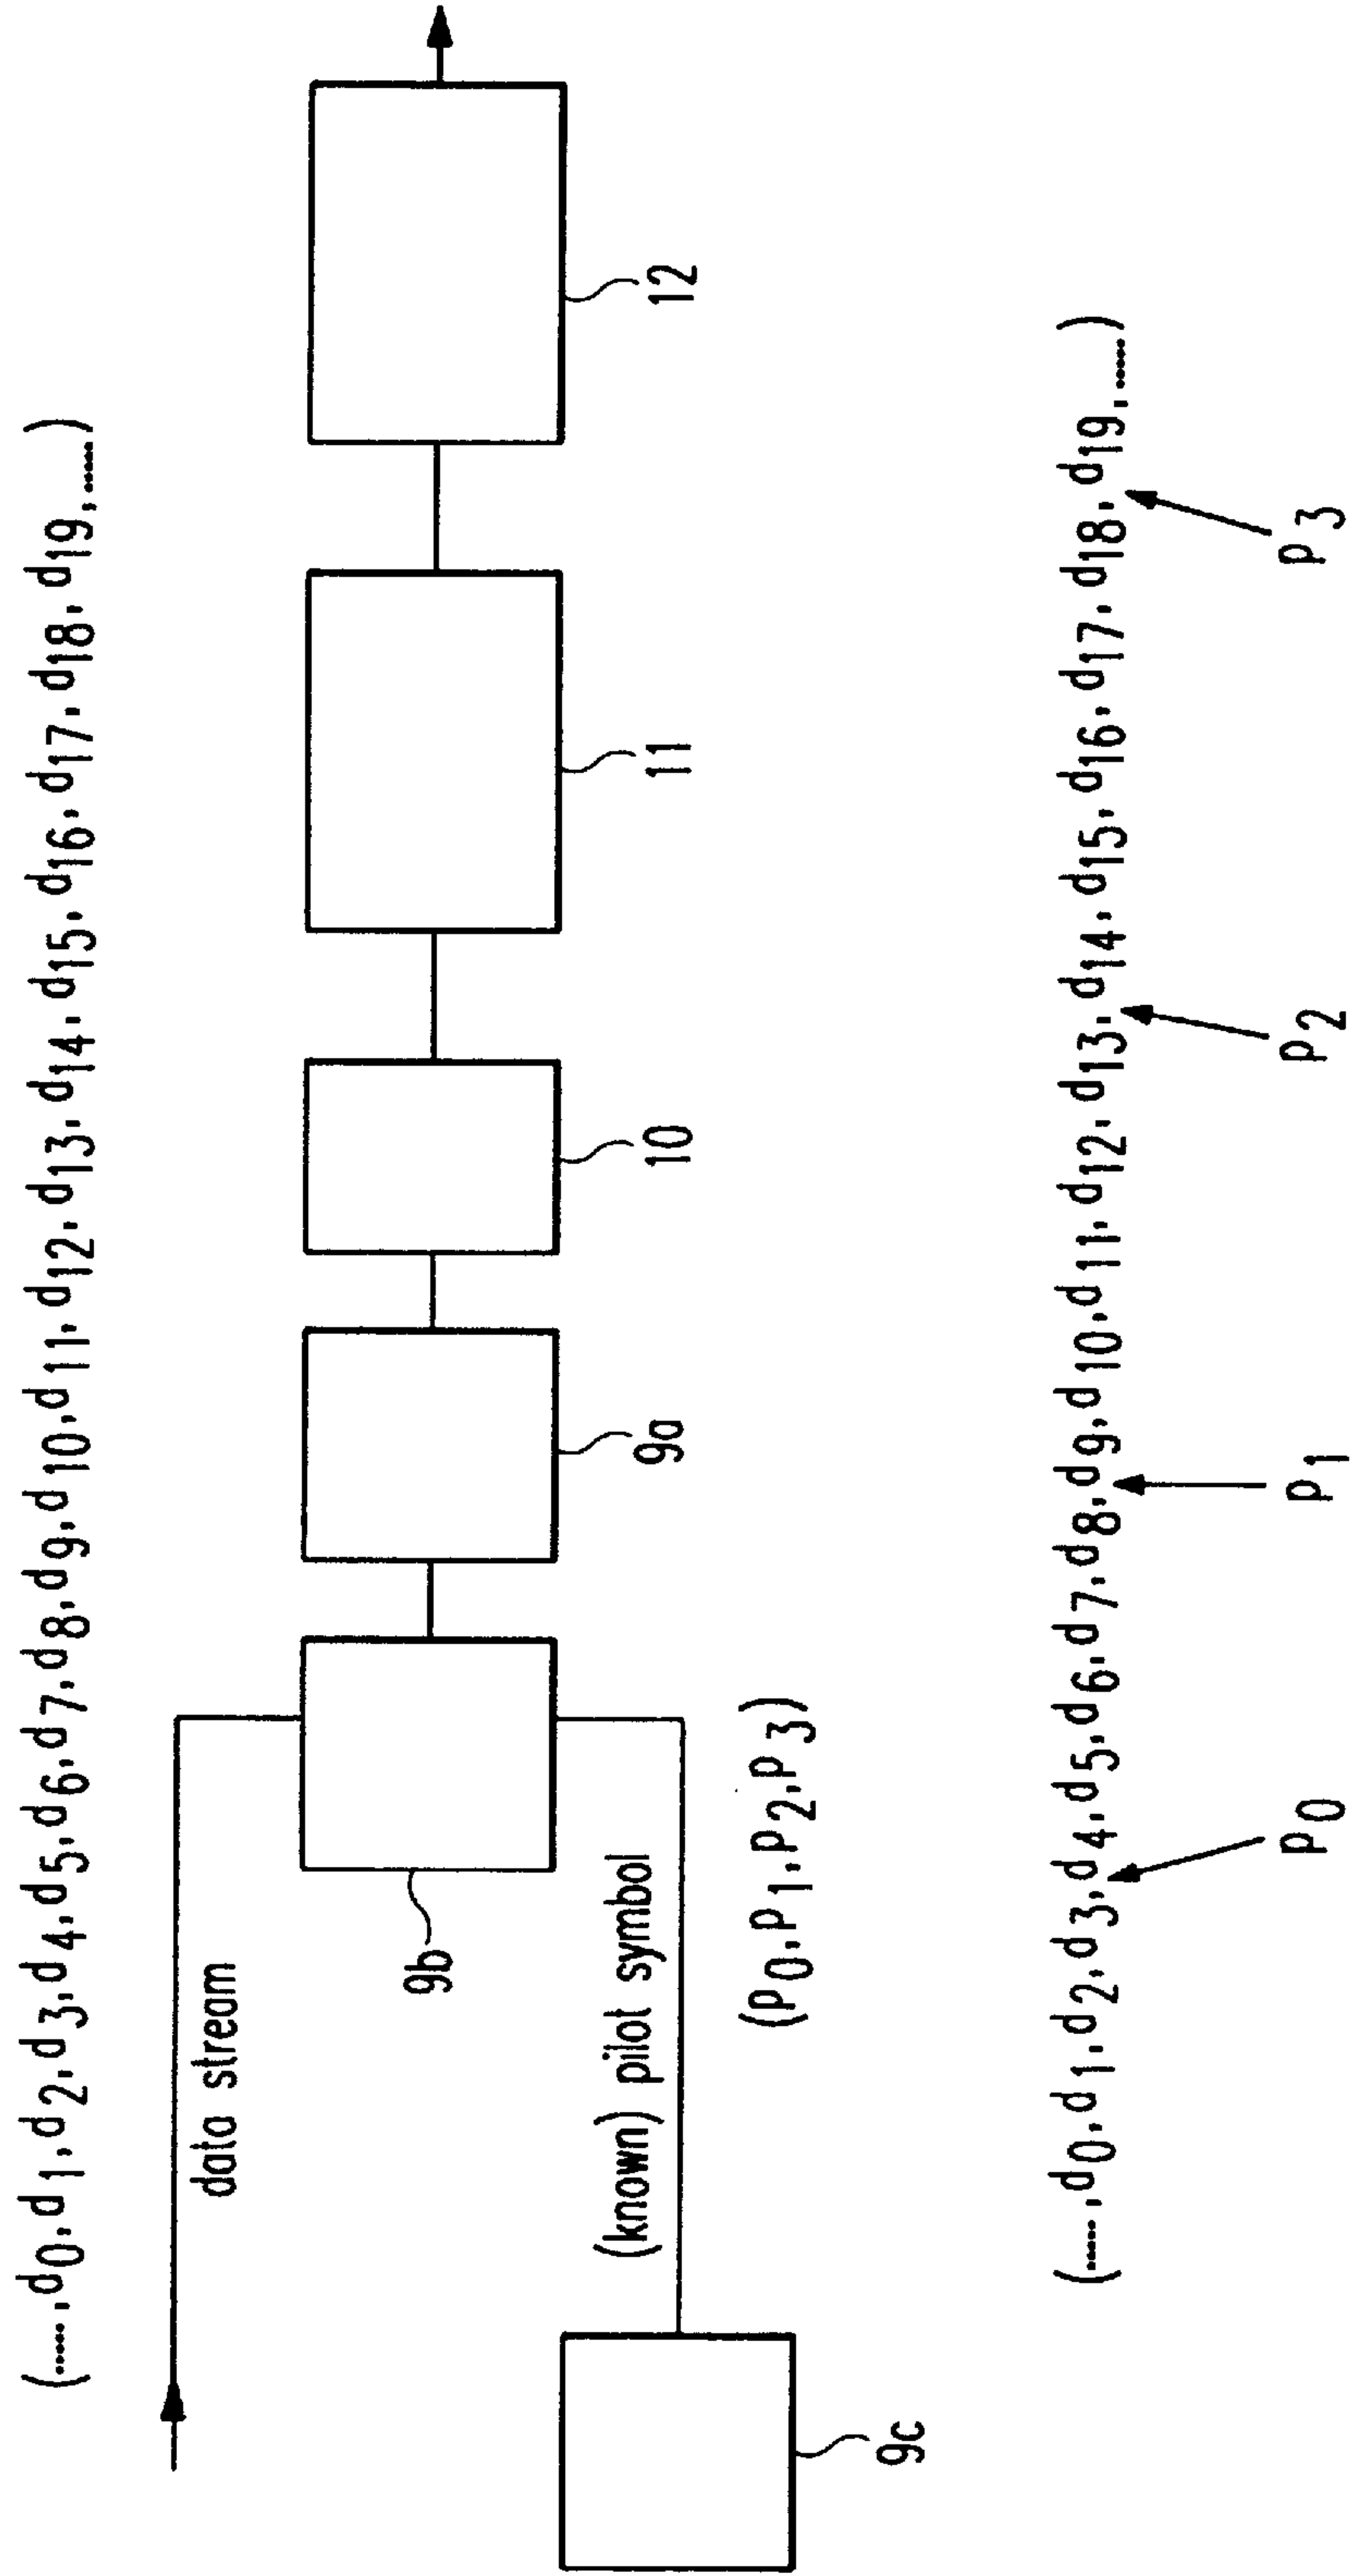 (....., d0, d1, d2, d3, d4, d5, d6, d7, d8, d9, d10, d11, d12, d13, d14, d15, d16, d17, d18, d19, .....)
data stream
9b
9a
10
11
12
(known) pilot symbol
(P0, P1, P2, P3)
9c
(....., d0, d1, d2, d3, d4, d5, d6, d7, d8, d9, d10, d11, d12, d13, d14, d15, d16, d17, d18, d19, .....)
P0
P1
P2
P3